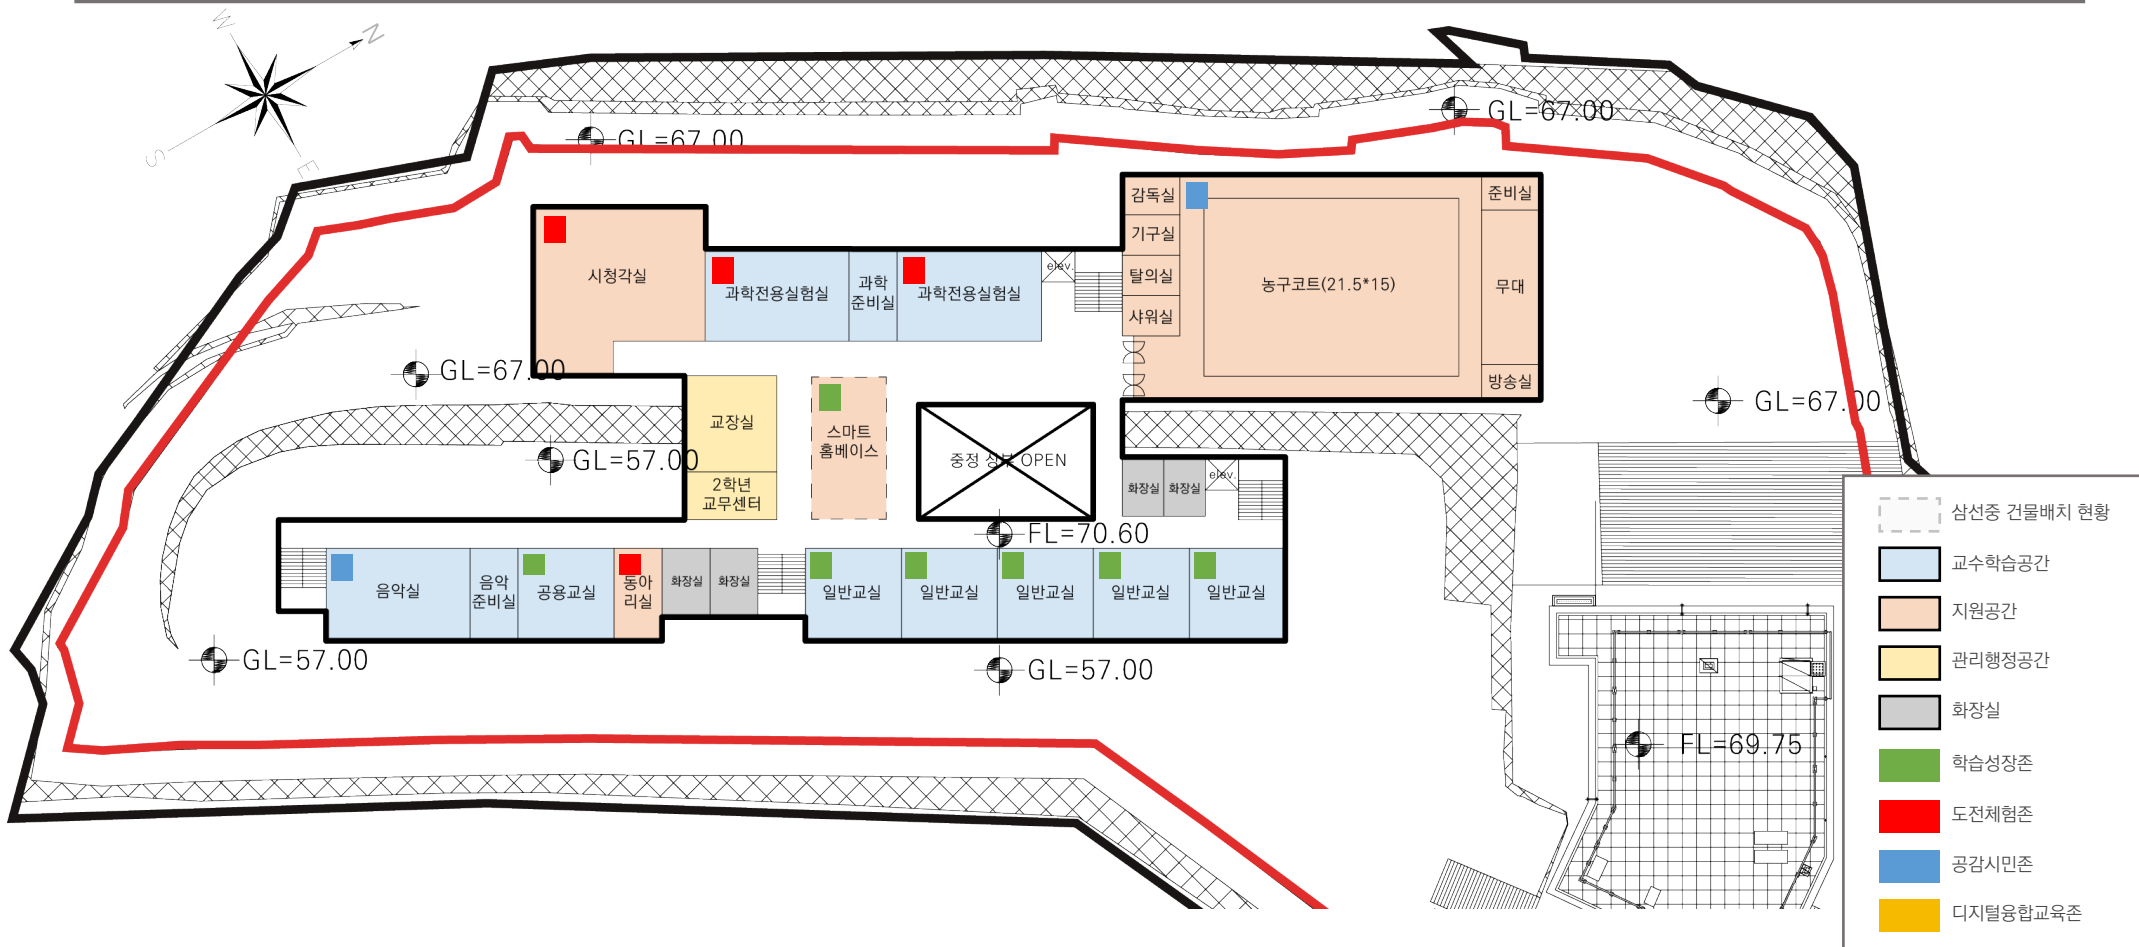 W
N
S
E
GL=67.00
GL=67.00
감독실
준비실
기구실
시청각실
elev.
탈의실
과학전용실험실
과학
준비실
과학전용실험실
농구코트(21.5*15)
무대
샤워실
GL=67.00
방송실
GL=67.00
교장실
스마트
홈베이스
GL=57.00
중정 상부 OPEN
elev.
2학년
교무센터
화장실
화장실
FL=70.60
음악실
음악
준비실
공용교실
동아
리실
화장실
화장실
일반교실
일반교실
일반교실
일반교실
일반교실
GL=57.00
GL=57.00
FL=69.75
삼선중 건물배치 현황
교수학습공간
지원공간
관리행정공간
화장실
학습성장존
도전체험존
공감시민존
디지털융합교육존